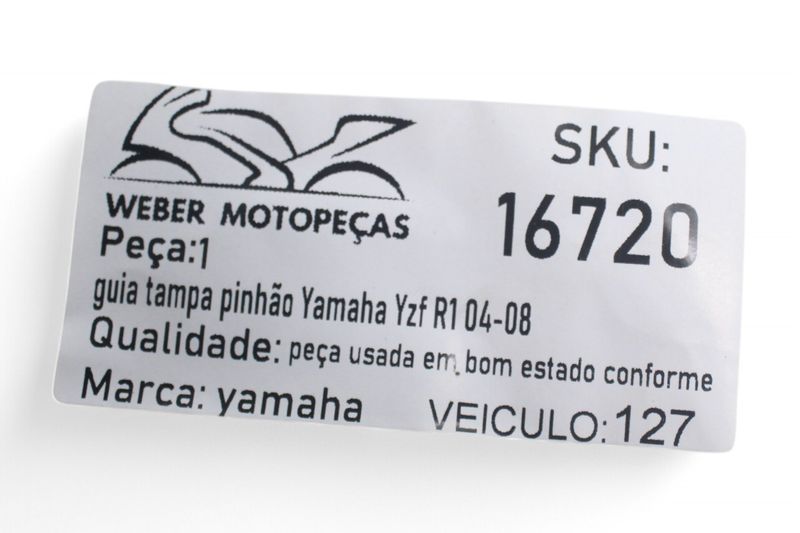 WEBER MOTOPEÇAS
SKU:
16720
Peça:1
guia tampa pinhão Yamaha Yzf R1 04-08
Qualidade: peça usada em bom estado conforme
Marca: yamaha
VEICULO: 127